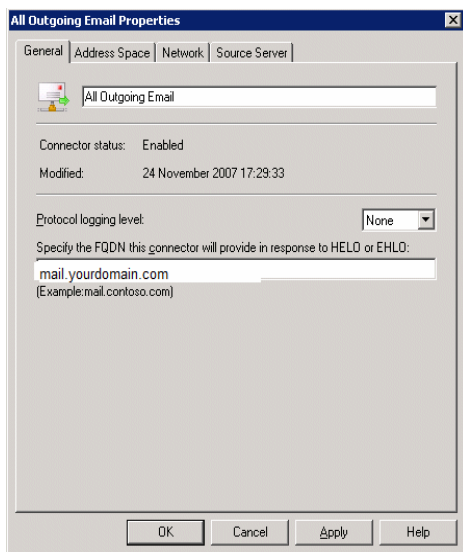 All Outgoing Email Properties
General Address Space Network Source Server
All Outgoing Email
Connector status: Enabled
Modified: 24 November 2007 17:29:33
Protocol logging level: None
Specify the FQDN this connector will provide in response to HELO or EHLO:
mail.yourdomain.com
(Example:mail.contoso.com)
OK Cancel Apply Help